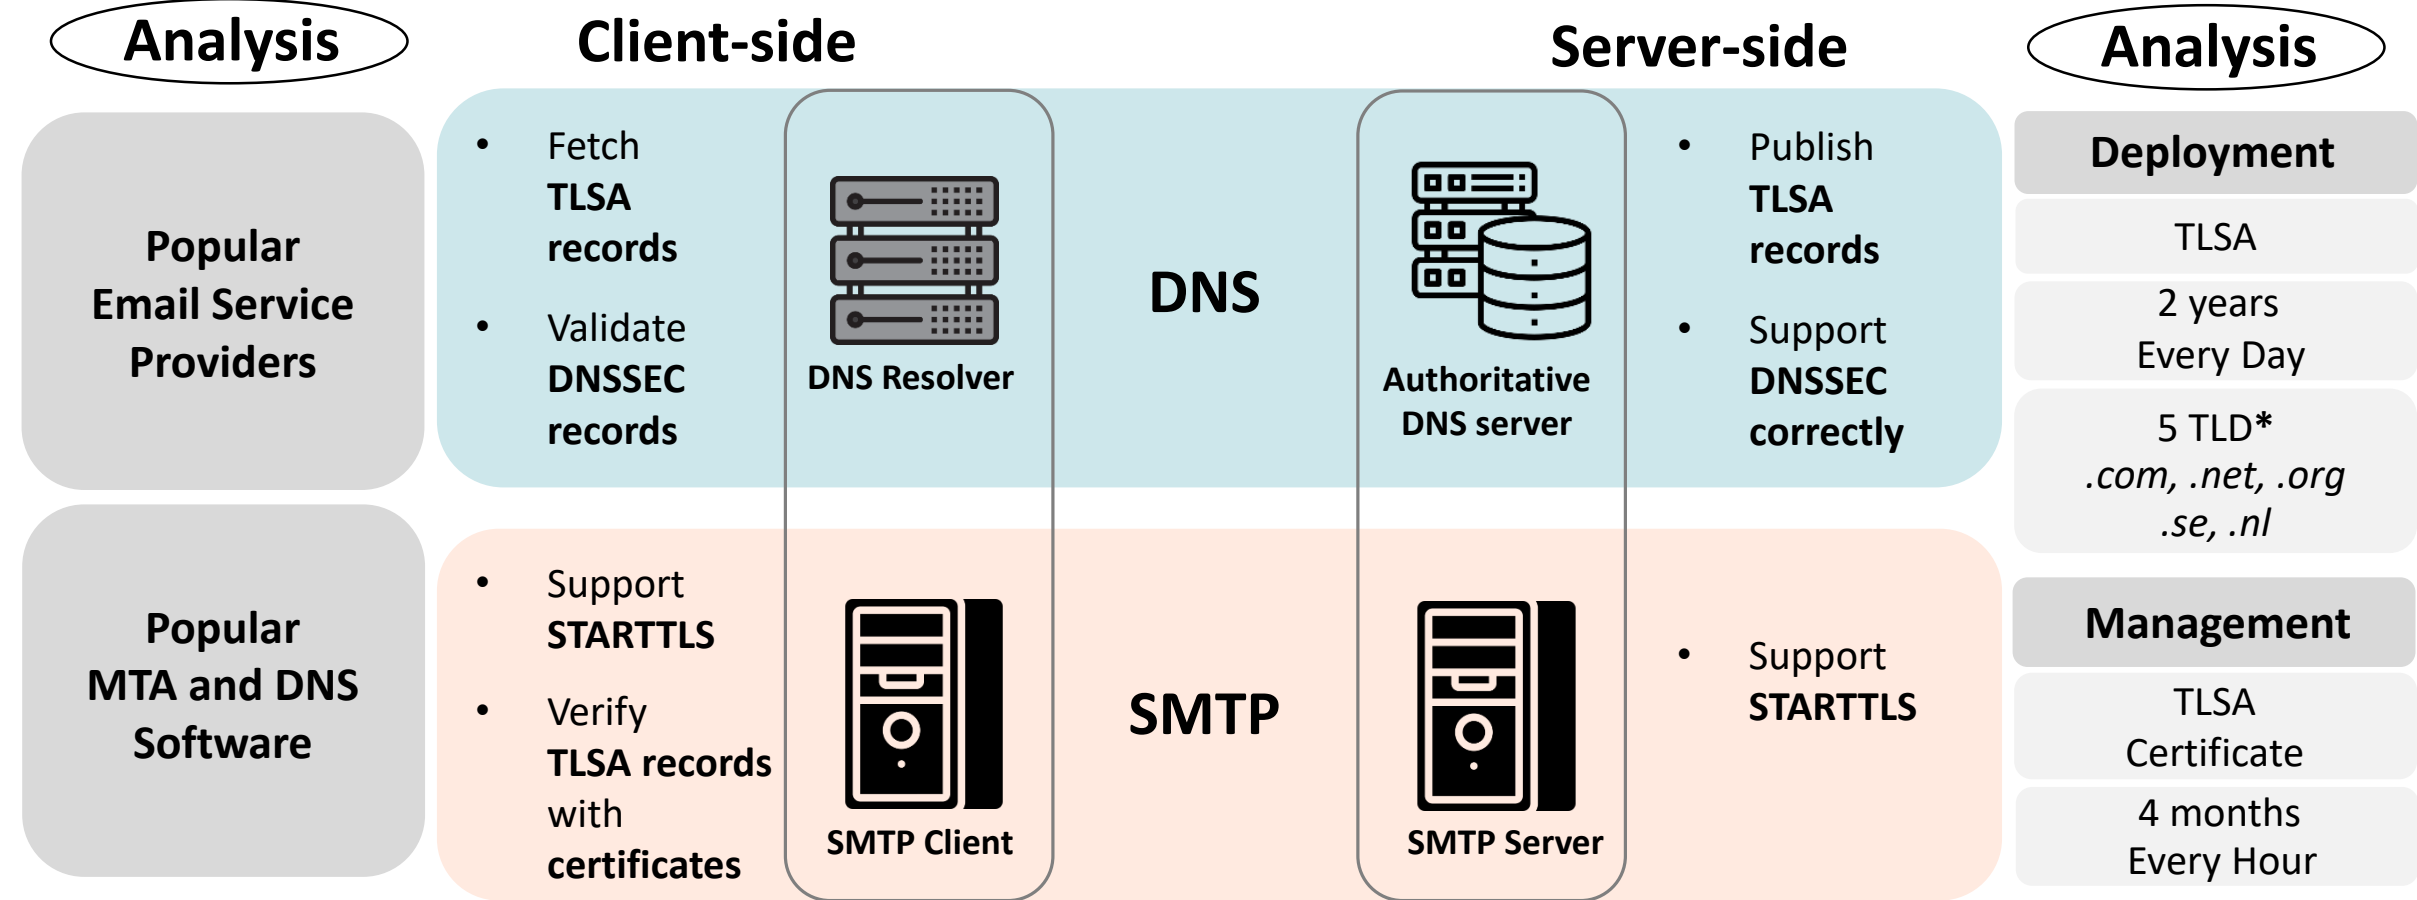 Analysis
Client-side
Server-side
Analysis
Popular
Email Service
Providers
Popular
MTA and DNS
Software
• Fetch
TLSA
records
• Validate
DNSSEC
records
DNS Resolver
DNS
Authoritative
DNS server
• Publish
TLSA
records
• Support
DNSSEC
correctly
• Support
STARTTLS
• Verify
TLSA records
with
certificates
SMTP Client
SMTP
SMTP Server
• Support
STARTTLS
Deployment
TLSA
2 years
Every Day
5 TLD*
.com, .net, .org
.se, .nl
Management
TLSA
Certificate
4 months
Every Hour